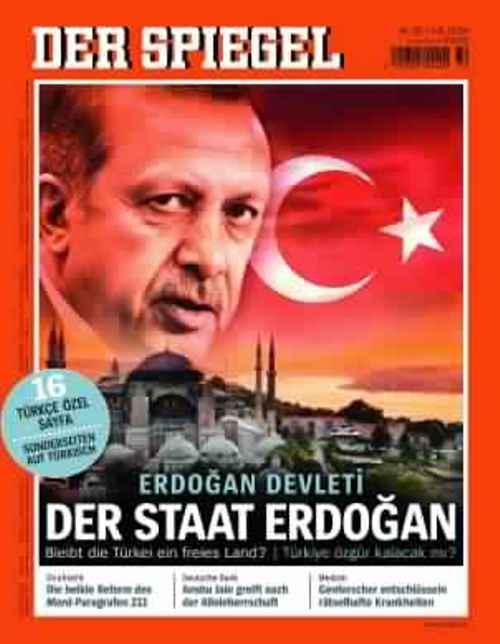 DER SPIEGEL
16
TÜRKÇE ÖZEL
SAYFA
SONDERSEITEN
AUF TÜRKISCH
ERDOĞAN DEVLETİ
DER STAAT ERDOĞAN
Bleibt die Türkei ein freies Land? | Türkiye özgür kalacak mı?
Strafrecht
Die heikle Reform des
Mord-Paragrafen 211
Deutsche Bank
Anshu Jain greift nach
der Alleinherrschaft
Medizin
Genforscher entschlüsseln
rätselhafte Krankheiten